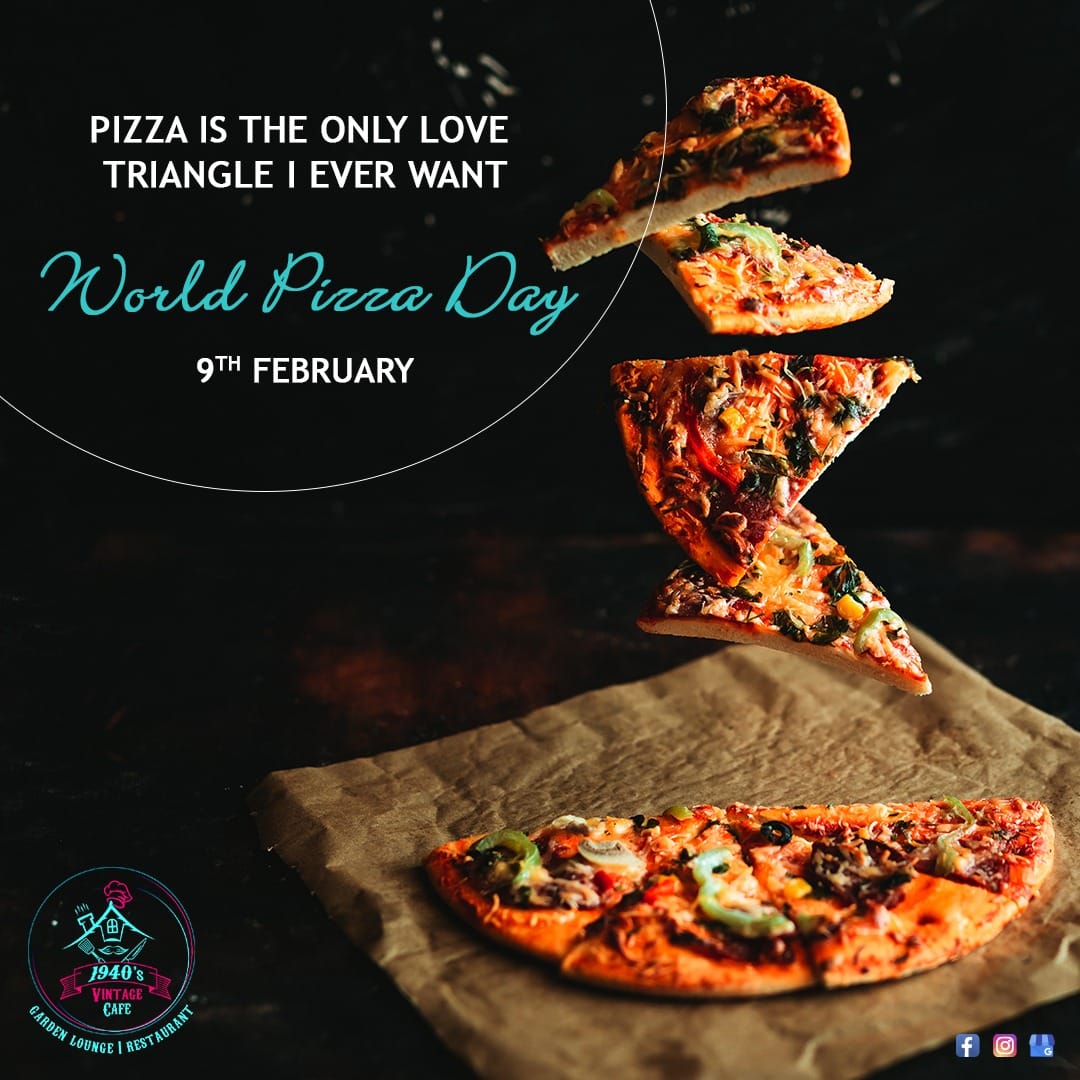 PIZZA IS THE ONLY LOVE
TRIANGLE I EVER WANT
World Pizza Day
9TH FEBRUARY
1940's
VINTAGE
CAFE
GARDEN LOUNGE | RESTAURANT